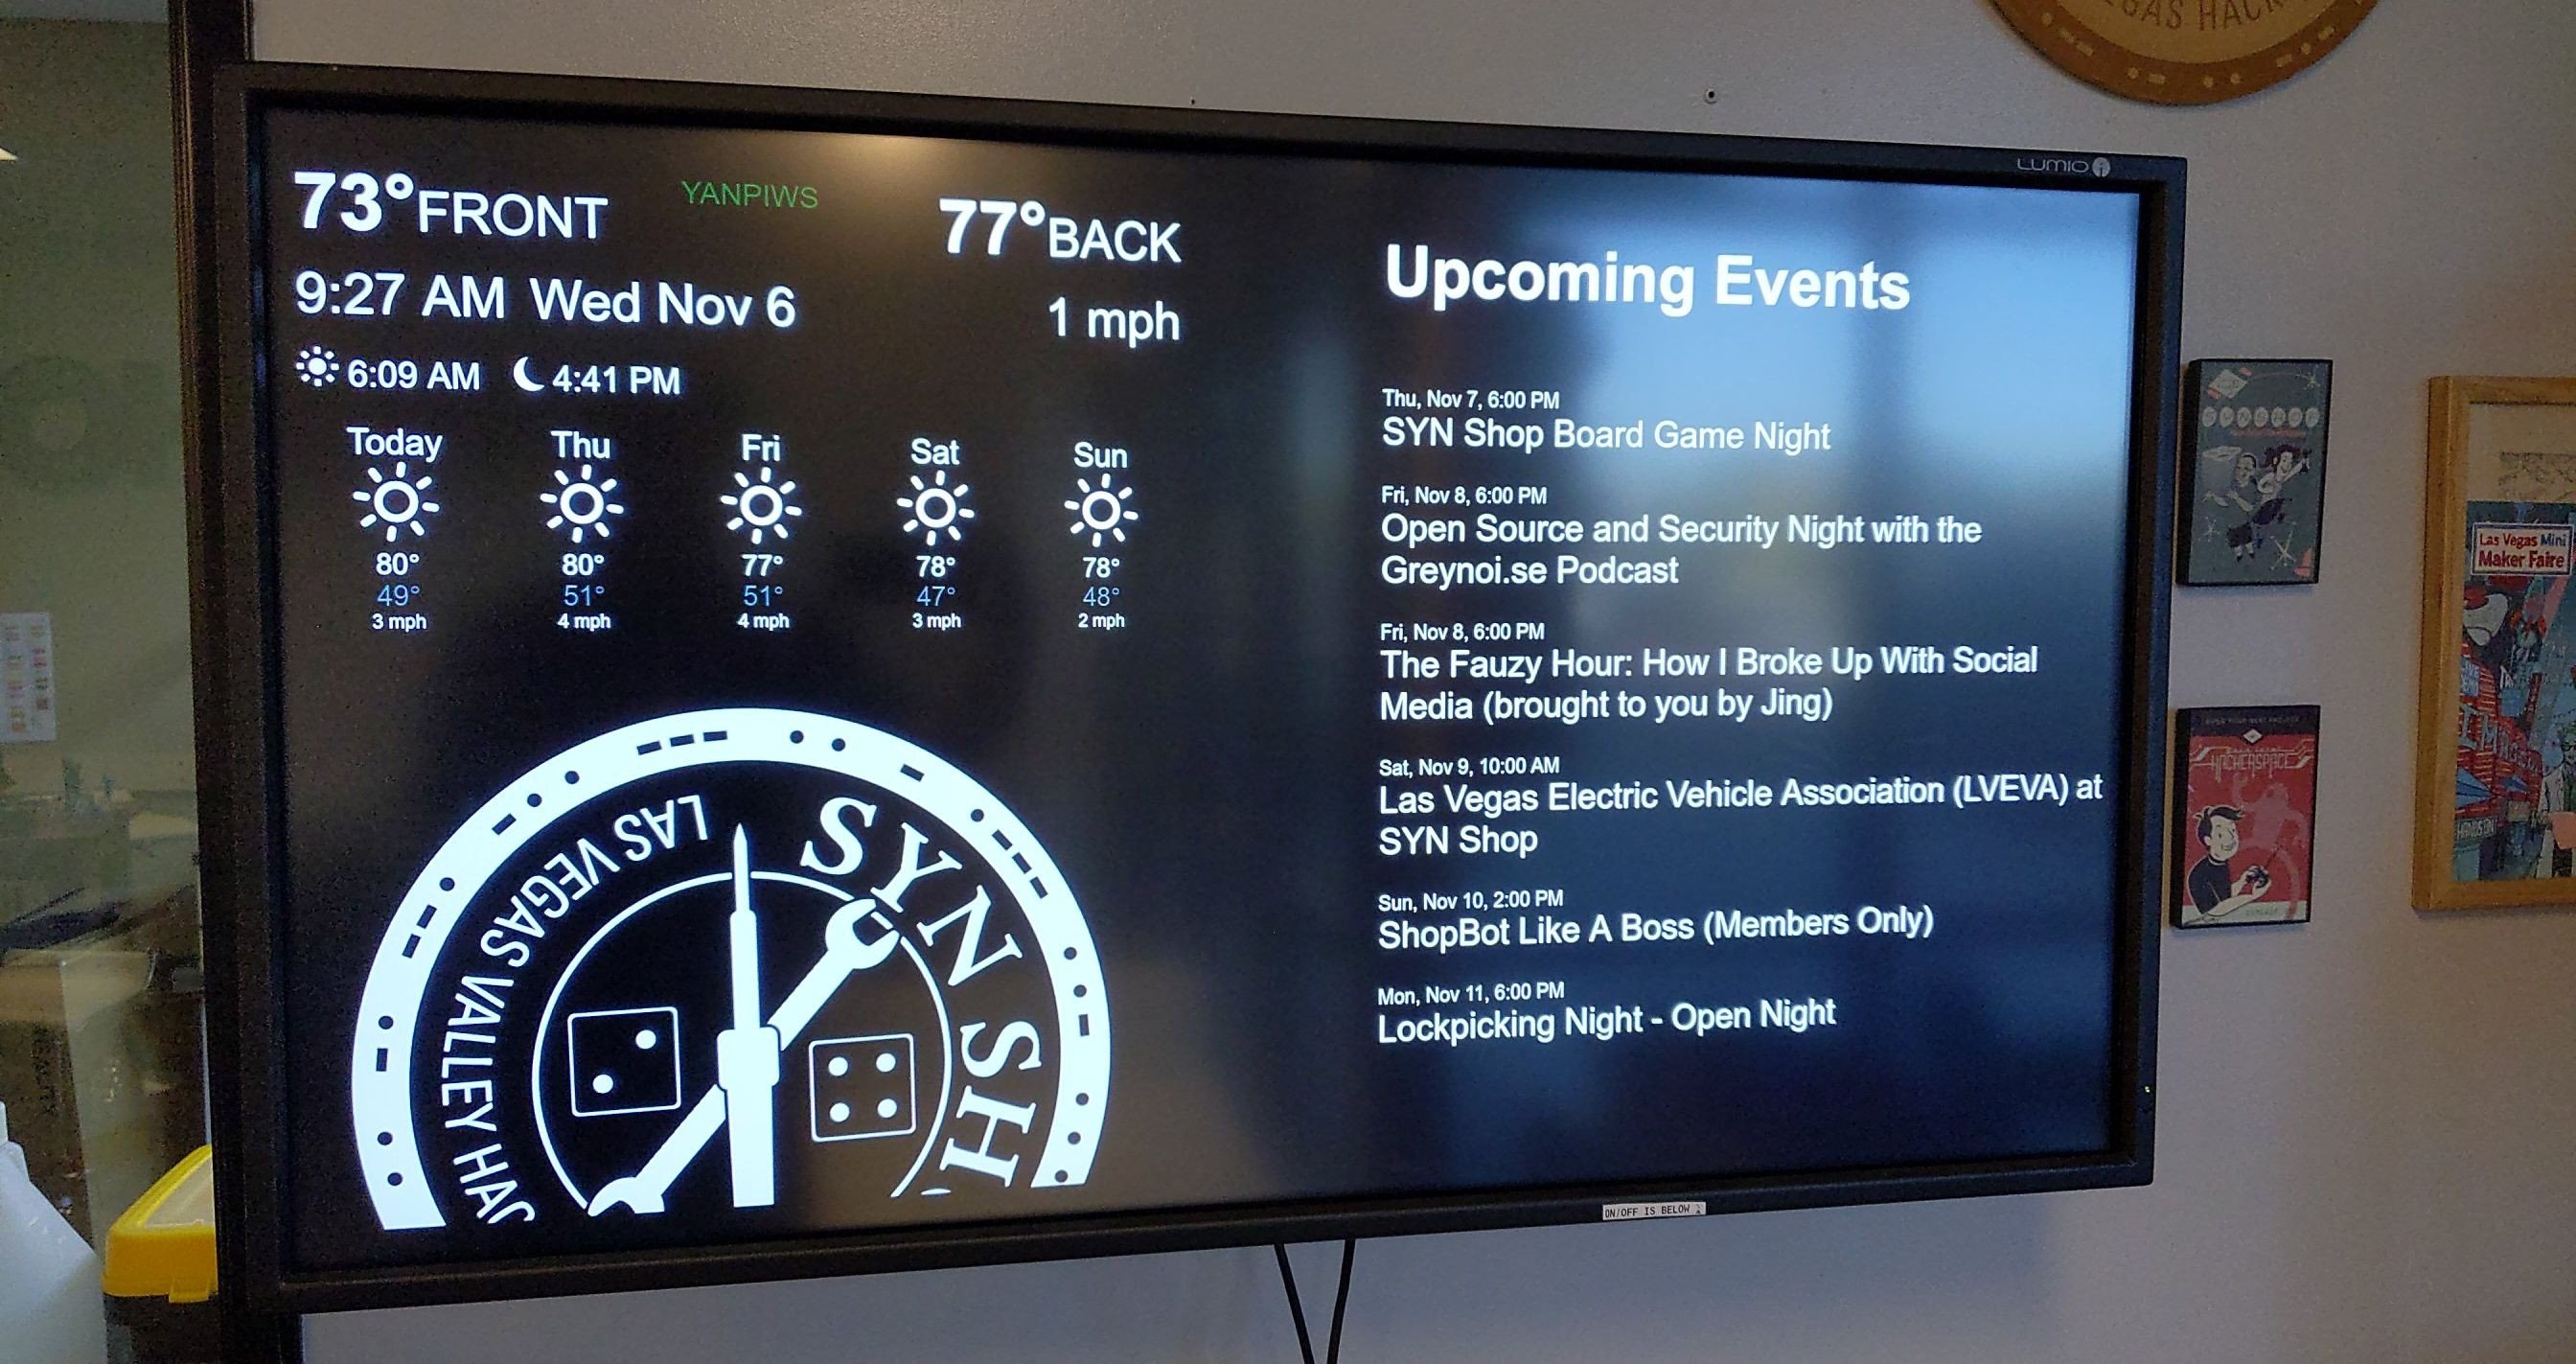 EGAS HACK
LUMIO
73° FRONT
YANPIWS
77° BACK
9:27 AM Wed Nov 6
1 mph
6:09 AM 4:41 PM
Today Thu Fri Sat Sun
80° 80° 77° 78° 78°
49° 51° 51° 47° 48°
3 mph 4 mph 4 mph 3 mph 2 mph
LAS VEGAS VALLEY HAC
SYN SH
Upcoming Events
Thu, Nov 7, 6:00 PM
SYN Shop Board Game Night
Fri, Nov 8, 6:00 PM
Open Source and Security Night with the
Greynoi.se Podcast
Fri, Nov 8, 6:00 PM
The Fauzy Hour: How I Broke Up With Social
Media (brought to you by Jing)
Sat, Nov 9, 10:00 AM
Las Vegas Electric Vehicle Association (LVEVA) at
SYN Shop
Sun, Nov 10, 2:00 PM
ShopBot Like A Boss (Members Only)
Mon, Nov 11, 6:00 PM
Lockpicking Night - Open Night
ON/OFF IS BELOW
SYNSHOP
HACKERSPACE
Las Vegas Mini
Maker Faire
HANDS ON